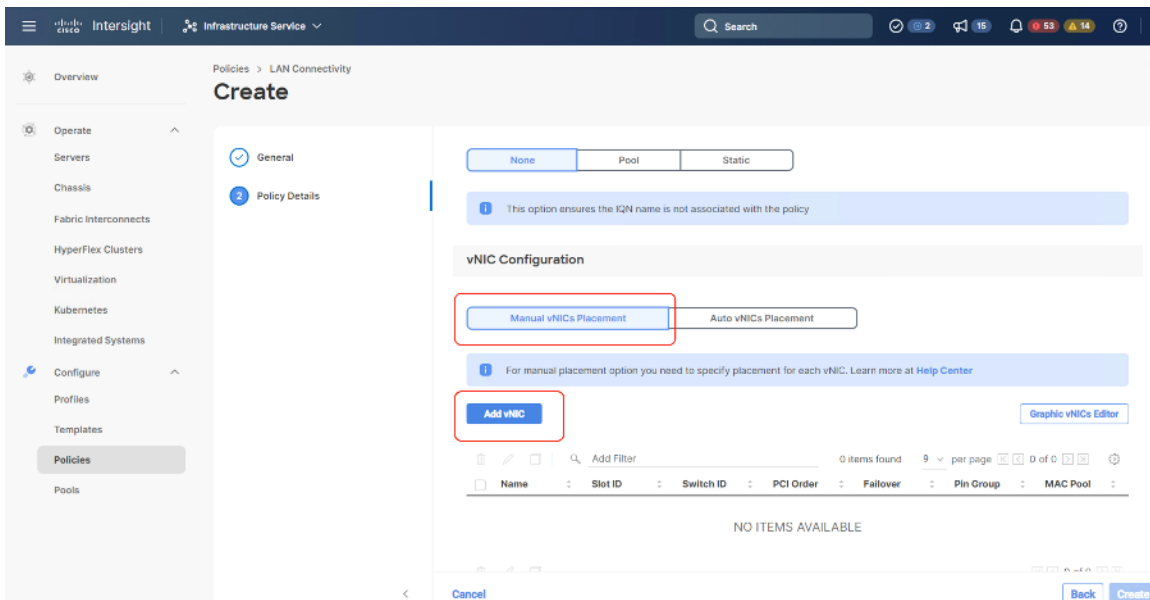 cisco Intersight Infrastructure Service Search 2 15 53 14
Overview
Operate
Servers
Chassis
Fabric Interconnects
HyperFlex Clusters
Virtualization
Kubernetes
Integrated Systems
Configure
Profiles
Templates
Policies
Pools
Policies > LAN Connectivity
Create
General
2 Policy Details
None Pool Static
This option ensures the IQN name is not associated with the policy
vNIC Configuration
Manual vNICs Placement Auto vNICs Placement
For manual placement option you need to specify placement for each vNIC. Learn more at Help Center
Add vNIC Graphic vNICs Editor
Add Filter 0 items found 9 per page 0 of 0
Name Slot ID Switch ID PCI Order Failover Pin Group MAC Pool
NO ITEMS AVAILABLE
0 of 0
Cancel Back Create